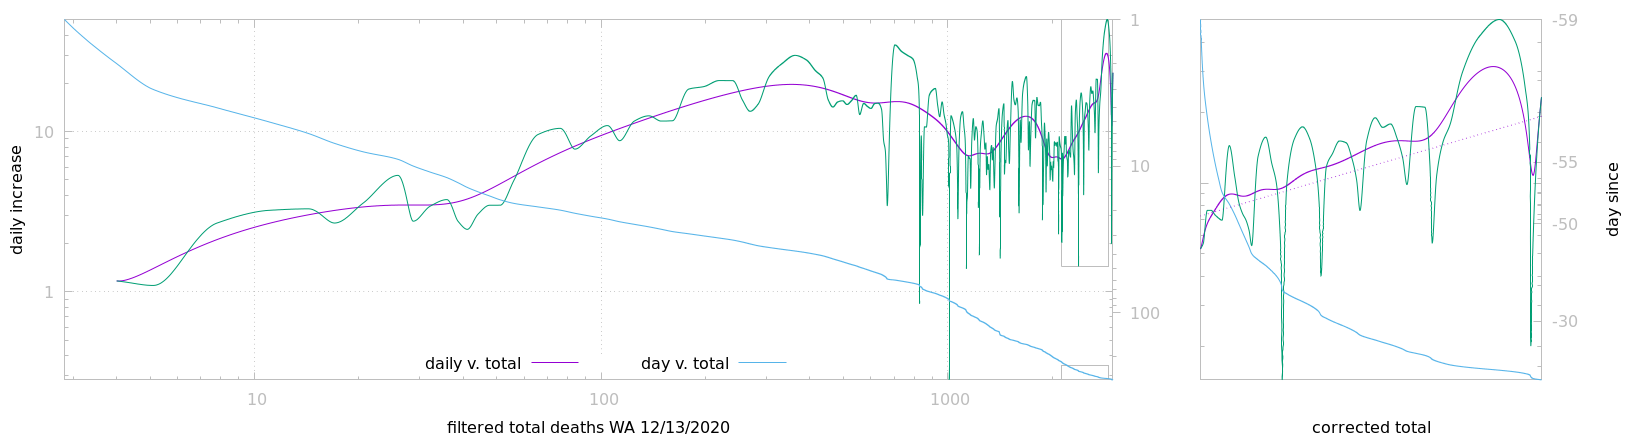 daily increase
10
1
daily v. total
day v. total
10
100
1000
filtered total deaths WA 12/13/2020
1
10
100
-59
-55
-50
-30
day since
corrected total